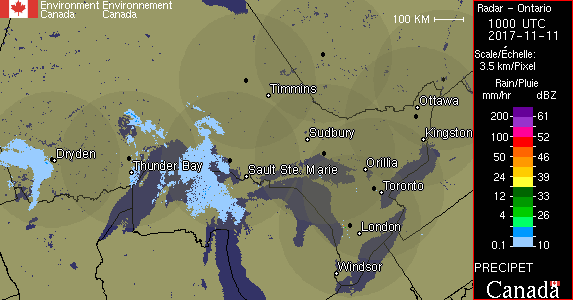 Environment Environnement
Canada Canada
100 KM
Timmins
Ottawa
Sudbury
Kingston
Dryden
Thunder Bay
Sault Ste. Marie
Orillia
Toronto
London
Windsor
Radar - Ontario
1000 UTC
2017-11-11
Scale/Échelle:
3.5 km/Pixel
Rain/Pluie
mm/hr dBZ
200 61
100 52
50 46
24 39
12 33
4 26
0.1 10
PRECIPET
Canada